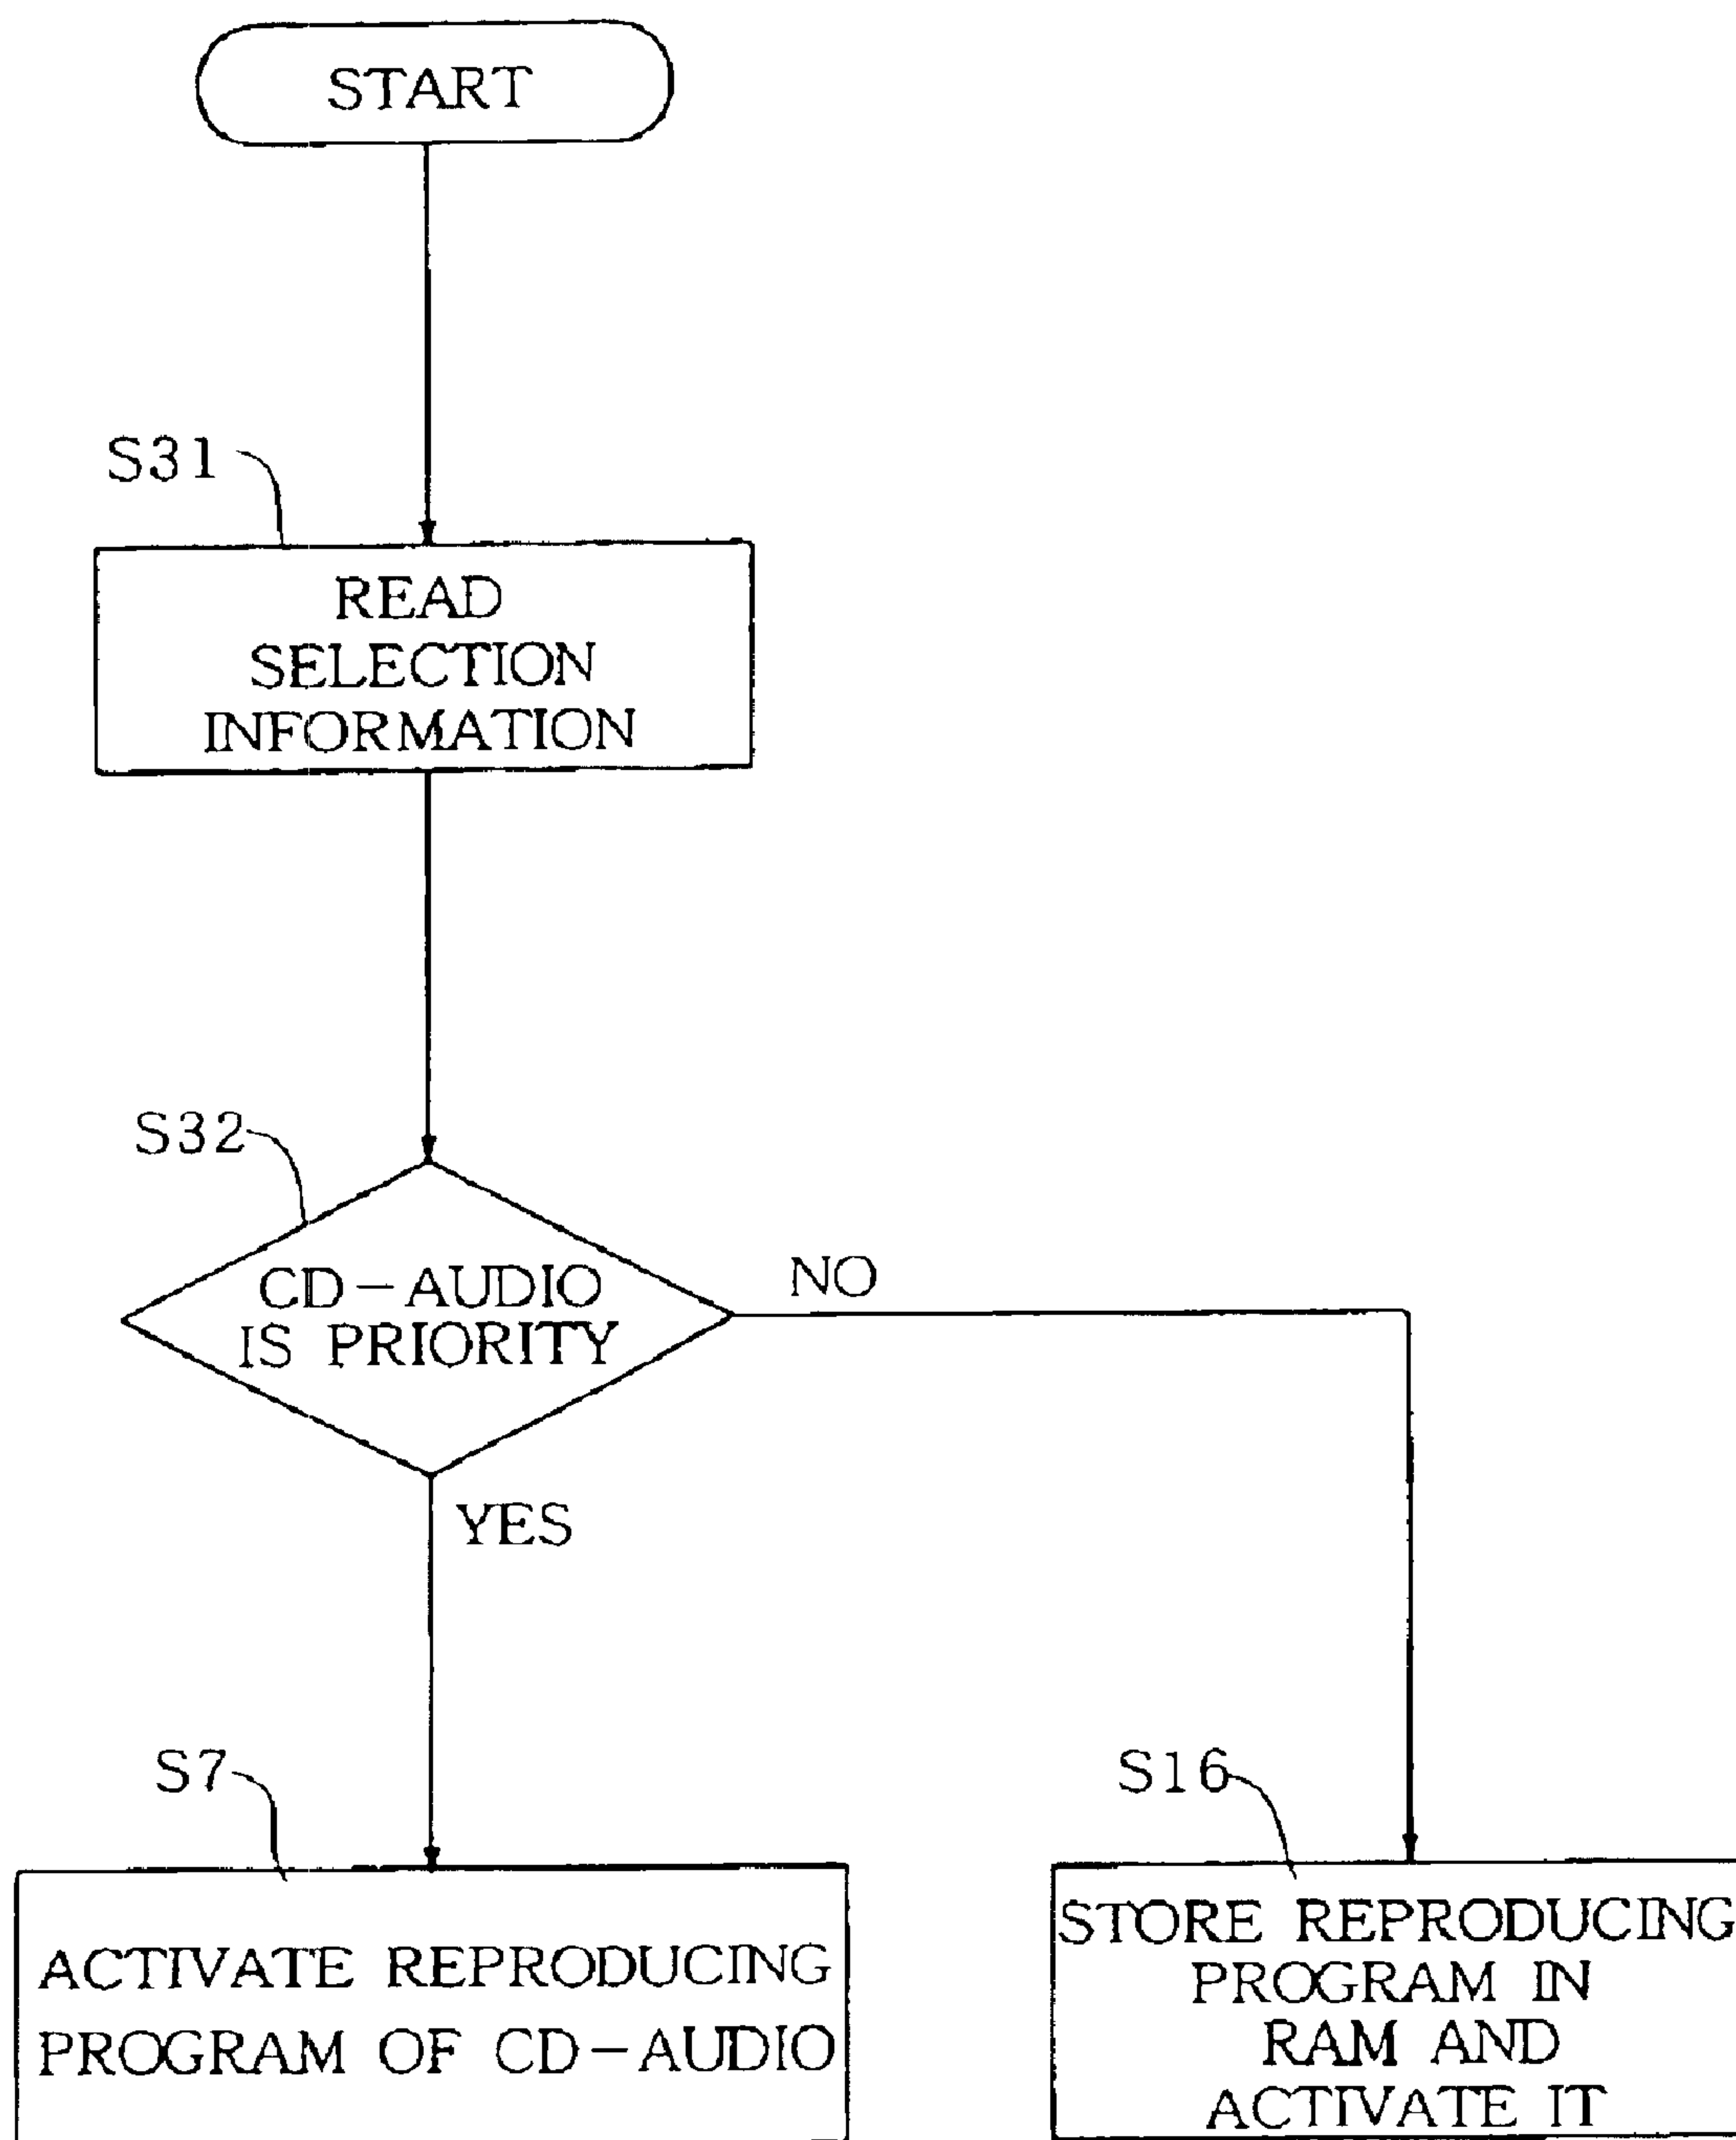 START
S31
READ
SELECTION
INFORMATION
S32
CD-AUDIO
IS PRIORITY
NO
YES
S7
ACTIVATE REPRODUCING
PROGRAM OF CD-AUDIO
S16
STORE REPRODUCING
PROGRAM IN
RAM AND
ACTIVATE IT